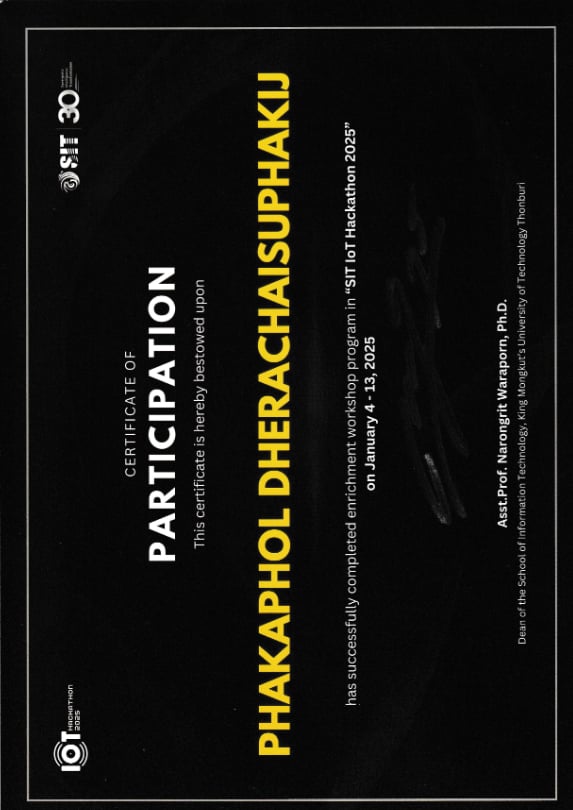 IOT HACKATHON
2025
SIT 30
CERTIFICATE OF
PARTICIPATION
This certificate is hereby bestowed upon
PHAKAPHOL DHERACHAISUPHAKIJ
has successfully completed enrichment workshop program in “SIT IoT Hackathon 2025”
on January 4 - 13, 2025
Asst.Prof. Narongrit Waraporn, Ph.D.
Dean of the School of Information Technology, King Mongkut's University of Technology Thonburi